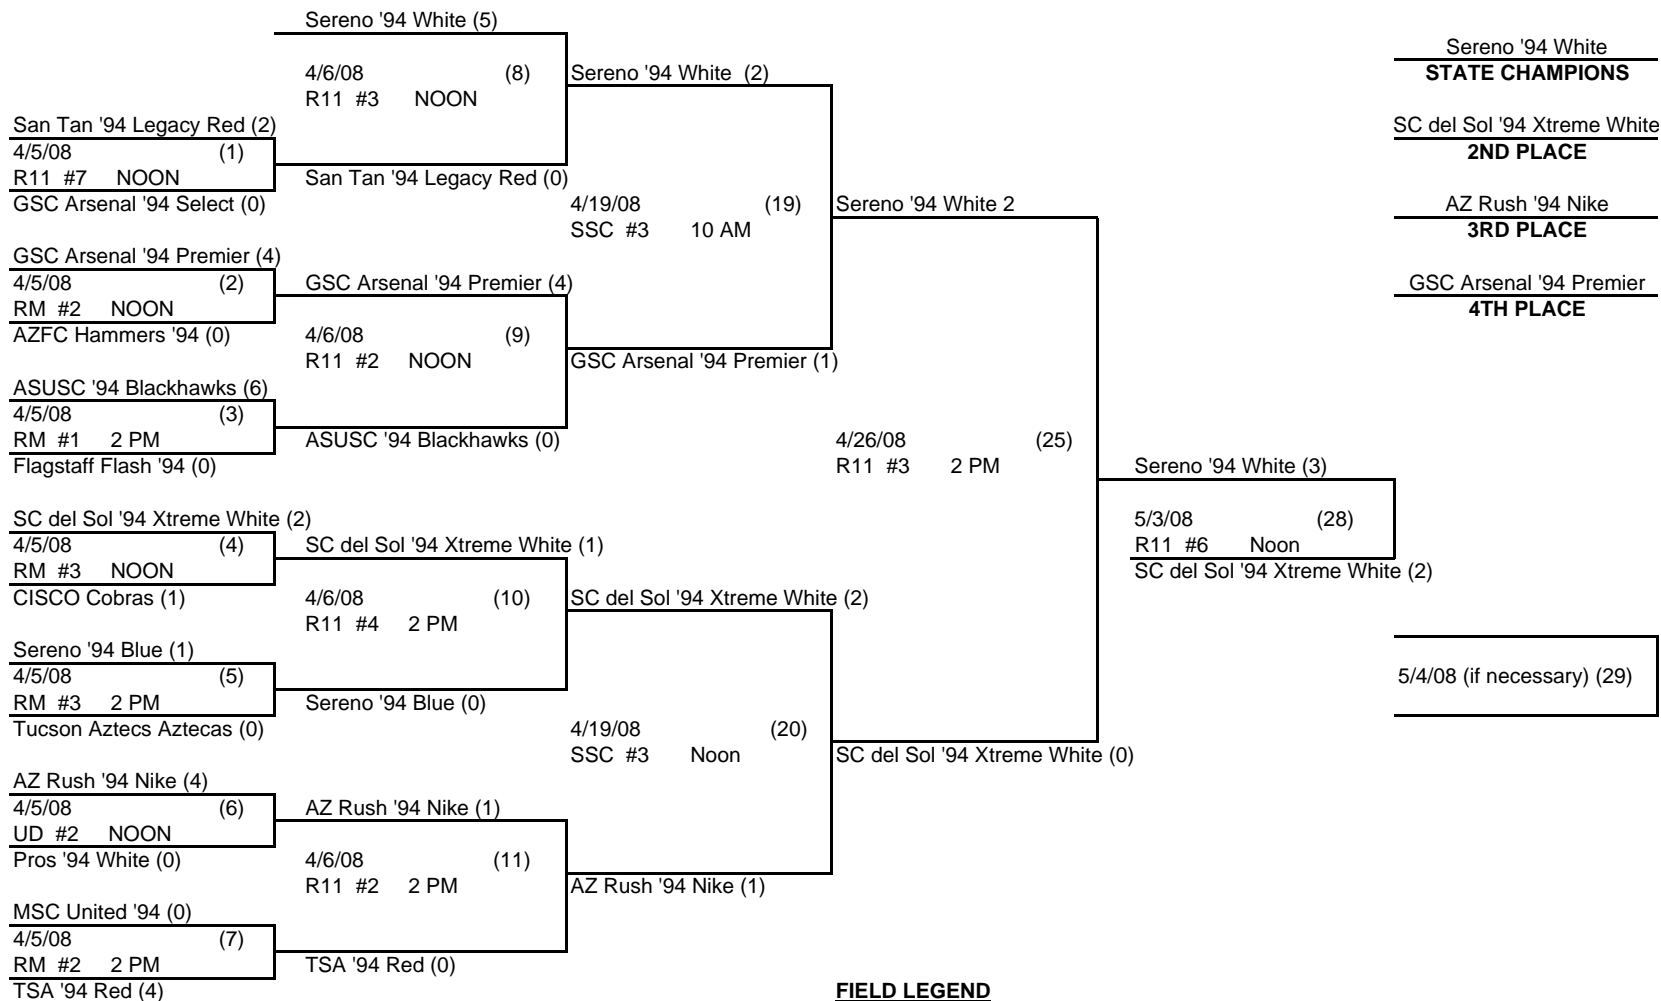 Sereno '94 White (5)
4/6/08 (8)
R11 #3 NOON
San Tan '94 Legacy Red (2)
4/5/08 (1)
R11 #7 NOON
GSC Arsenal '94 Select (0)
San Tan '94 Legacy Red (0)
GSC Arsenal '94 Premier (4)
4/5/08 (2)
RM #2 NOON
AZFC Hammers '94 (0)
GSC Arsenal '94 Premier (4)
4/6/08 (9)
R11 #2 NOON
ASUSC '94 Blackhawks (6)
4/5/08 (3)
RM #1 2 PM
Flagstaff Flash '94 (0)
ASUSC '94 Blackhawks (0)
SC del Sol '94 Xtreme White (2)
4/5/08 (4)
RM #3 NOON
CISCO Cobras (1)
SC del Sol '94 Xtreme White (1)
4/6/08 (10)
R11 #4 2 PM
Sereno '94 Blue (1)
4/5/08 (5)
RM #3 2 PM
Tucson Aztecs Aztecas (0)
Sereno '94 Blue (0)
AZ Rush '94 Nike (4)
4/5/08 (6)
UD #2 NOON
Pros '94 White (0)
AZ Rush '94 Nike (1)
4/6/08 (11)
R11 #2 2 PM
MSC United '94 (0)
4/5/08 (7)
RM #2 2 PM
TSA '94 Red (4)
TSA '94 Red (0)
Sereno '94 White (2)
4/19/08 (19)
SSC #3 10 AM
GSC Arsenal '94 Premier (1)
SC del Sol '94 Xtreme White (2)
4/19/08 (20)
SSC #3 Noon
AZ Rush '94 Nike (1)
Sereno '94 White 2
4/26/08 (25)
R11 #3 2 PM
SC del Sol '94 Xtreme White (0)
Sereno '94 White (3)
5/3/08 (28)
R11 #6 Noon
SC del Sol '94 Xtreme White (2)
5/4/08 (if necessary) (29)
Sereno '94 White
STATE CHAMPIONS
SC del Sol '94 Xtreme White
2ND PLACE
AZ Rush '94 Nike
3RD PLACE
GSC Arsenal '94 Premier
4TH PLACE
FIELD LEGEND